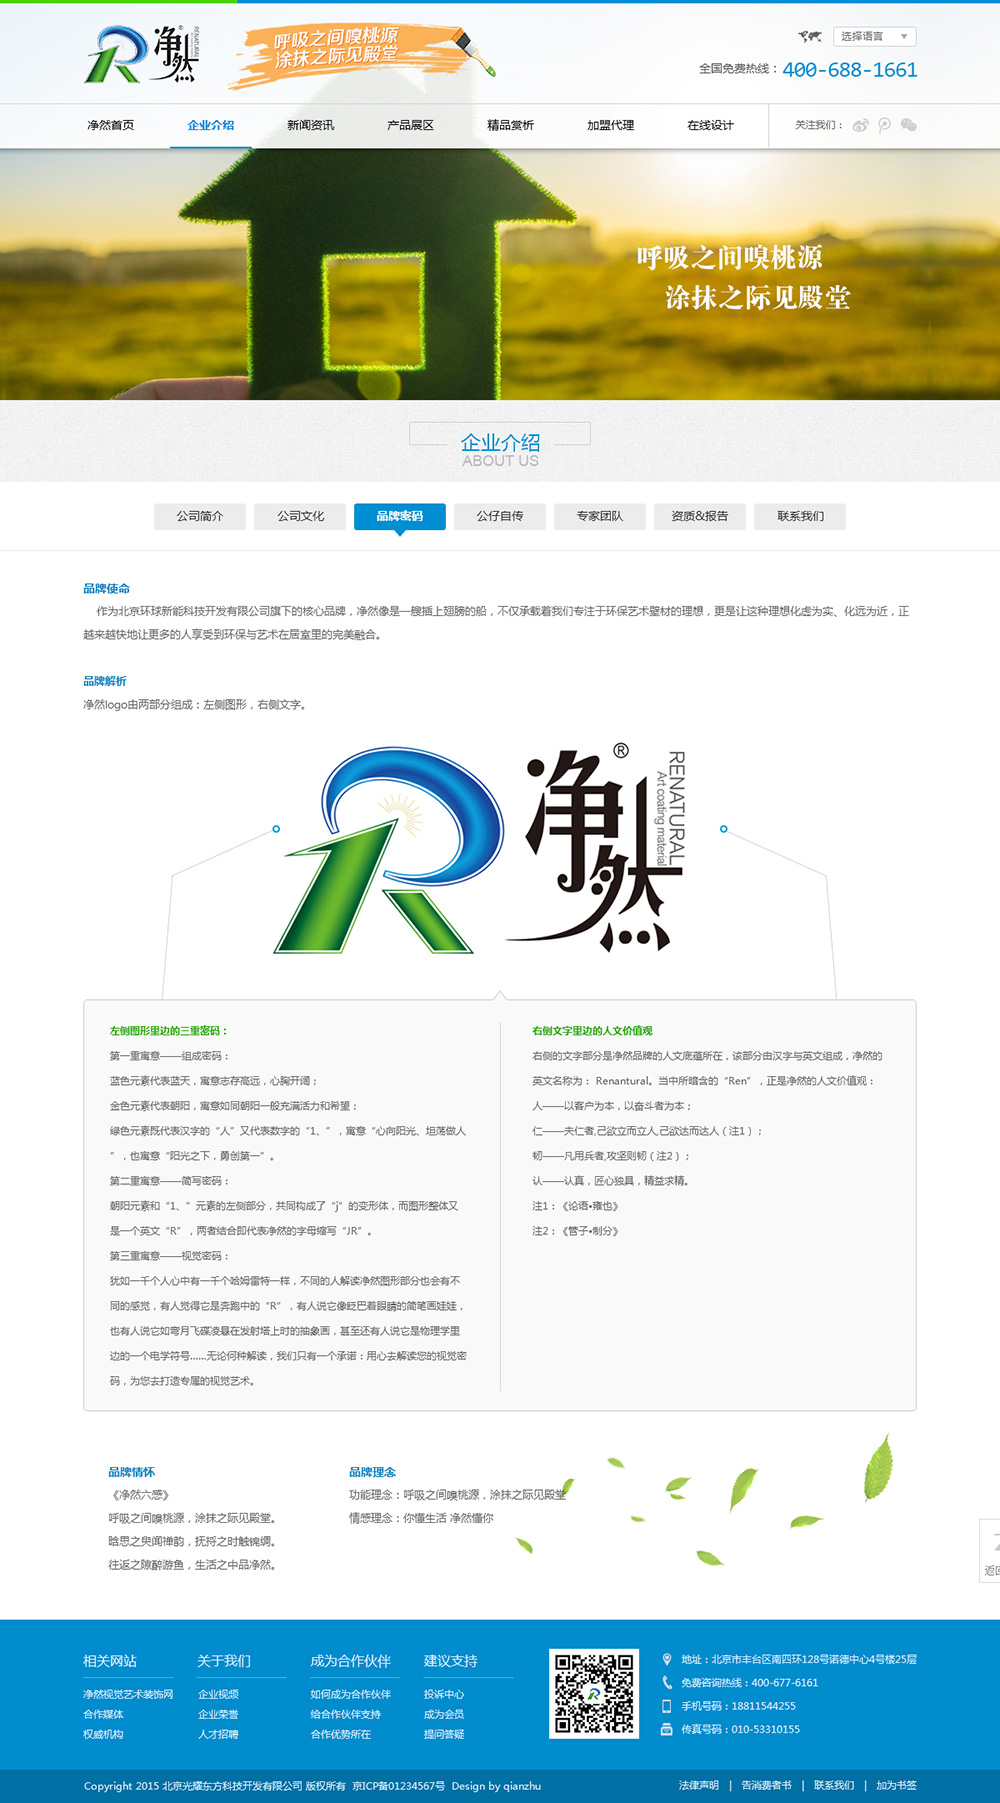 净然
RENATURAL
呼吸之间嗅桃源
涂抹之际见殿堂
选择语言
全国免费热线：400-688-1661
净然首页 企业介绍 新闻资讯 产品展区 精品赏析 加盟代理 在线设计 关注我们：
呼吸之间嗅桃源
涂抹之际见殿堂
企业介绍
ABOUT US
公司简介 公司文化 品牌密码 公仔自传 专家团队 资质&报告 联系我们
品牌使命
作为北京环球新能科技开发有限公司旗下的核心品牌，净然像是一艘插上翅膀的船，不仅承载着我们专注于环保艺术壁材的理想，更是让这种理想化虚为实、化远为近，正
越来越快地让更多的人享受到环保与艺术在居室里的完美融合。
品牌解析
净然logo由两部分组成：左侧图形，右侧文字。
净然®
RENATURAL
Art coating material
左侧图形里边的三重密码：
第一重寓意——组成密码：
蓝色元素代表蓝天，寓意志存高远，心胸开阔；
金色元素代表朝阳，寓意如同朝阳一般充满活力和希望；
绿色元素既代表汉字的“人”又代表数字的“1、”，寓意“心向阳光、坦荡做人
”，也寓意“阳光之下，勇创第一”。
第二重寓意——简写密码：
朝阳元素和“1、”元素的左侧部分，共同构成了“j”的变形体，而图形整体又
是一个英文“R”，两者结合即代表净然的字母缩写“JR”。
第三重寓意——视觉密码：
犹如一千个人心中有一千个哈姆雷特一样，不同的人解读净然图形部分也会有不
同的感觉，有人觉得它是奔跑中的“R”，有人说它像眨巴着眼睛的简笔画娃娃，
也有人说它如弯月飞碟凌悬在发射塔上时的抽象画，甚至还有人说它是物理学里
边的一个电学符号......无论何种解读，我们只有一个承诺：用心去解读您的视觉密
码，为您去打造专属的视觉艺术。
右侧文字里边的人文价值观
右侧的文字部分是净然品牌的人文底蕴所在，该部分由汉字与英文组成，净然的
英文名称为： Renantural。当中所暗含的“Ren”，正是净然的人文价值观：
人——以客户为本，以奋斗者为本；
仁——夫仁者,己欲立而立人,己欲达而达人（注1）；
韧——凡用兵者,攻坚则韧（注2）；
认——认真，匠心独具，精益求精。
注1：《论语•雍也》
注2：《管子•制分》
品牌情怀
《净然六感》
呼吸之间嗅桃源，涂抹之际见殿堂。
晗思之臾闻禅韵，抚捋之时触锦绸。
往返之隙醉游鱼，生活之中品净然。
品牌理念
功能理念：呼吸之间嗅桃源，涂抹之际见殿堂
情感理念：你懂生活 净然懂你
返回
相关网站
净然视觉艺术装饰网
合作媒体
权威机构
关于我们
企业视频
企业荣誉
人才招聘
成为合作伙伴
如何成为合作伙伴
给合作伙伴支持
合作优势所在
建议支持
投诉中心
成为会员
提问答疑
地址：北京市丰台区南四环128号诺德中心4号楼25层
免费咨询热线：400-677-6161
手机号码：18811544255
传真号码：010-53310155
Copyright 2015 北京光耀东方科技开发有限公司 版权所有 京ICP备01234567号 Design by qianzhu
法律声明 | 告消费者书 | 联系我们 | 加为书签